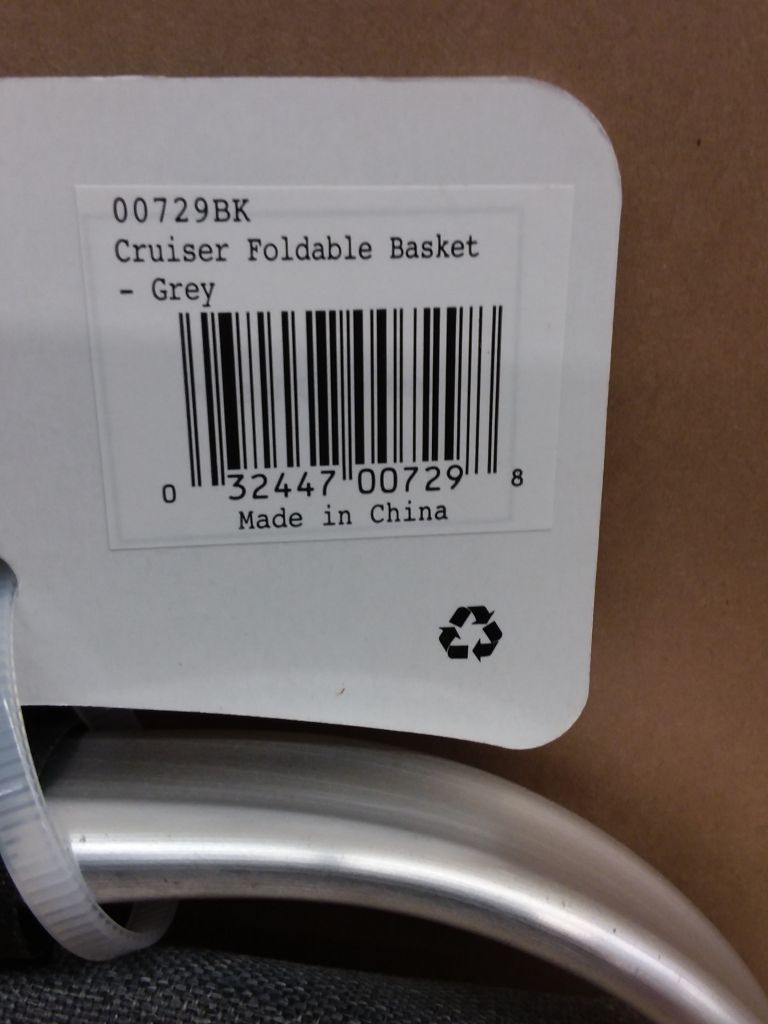 00729BK
Cruiser Foldable Basket
- Grey
0 32447 00729 8
Made in China